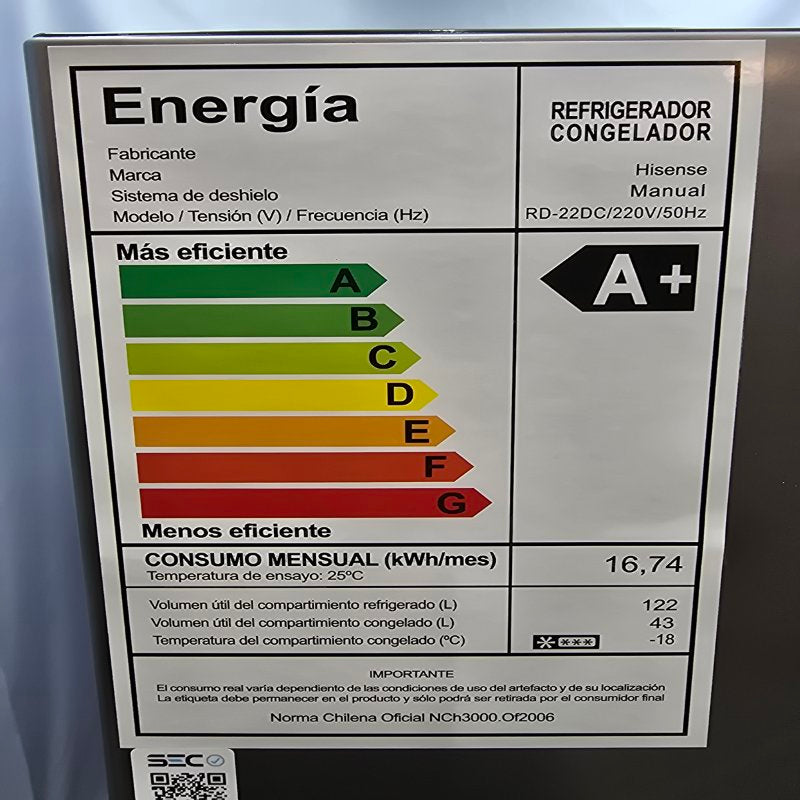 Energía
REFRIGERADOR
CONGELADOR
Fabricante
Marca
Hisense
Sistema de deshielo
Manual
Modelo / Tensión (V) / Frecuencia (Hz)
RD-22DC/220V/50Hz
Más eficiente
A
A+
B
C
D
E
F
G
Menos eficiente
CONSUMO MENSUAL (kWh/mes)
16,74
Temperatura de ensayo: 25ºC
Volumen útil del compartimiento refrigerado (L)
122
Volumen útil del compartimiento congelado (L)
43
Temperatura del compartimiento congelado (ºC)
-18
IMPORTANTE
El consumo real varía dependiento de las condiciones de uso del artefacto y de su localización
La etiqueta debe permanecer en el producto y sólo podrá ser retirada por el consumidor final
Norma Chilena Oficial NCh3000.Of2006
SEC